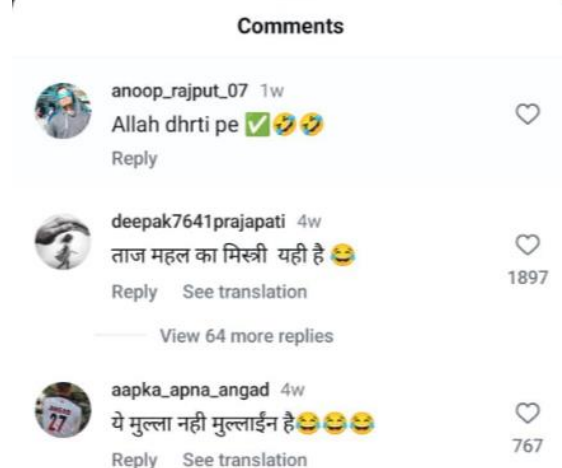 Comments
anoop_rajput_07 1w
Allah dhrti pe ✅🤣🤣
Reply
deepak7641prajapati 4w
ताज महल का मिस्त्री यही है 😂
1897
Reply See translation
View 64 more replies
aapka_apna_angad 4w
ये मुल्ला नही मुल्लाईन है😂😂😂
767
Reply See translation
27